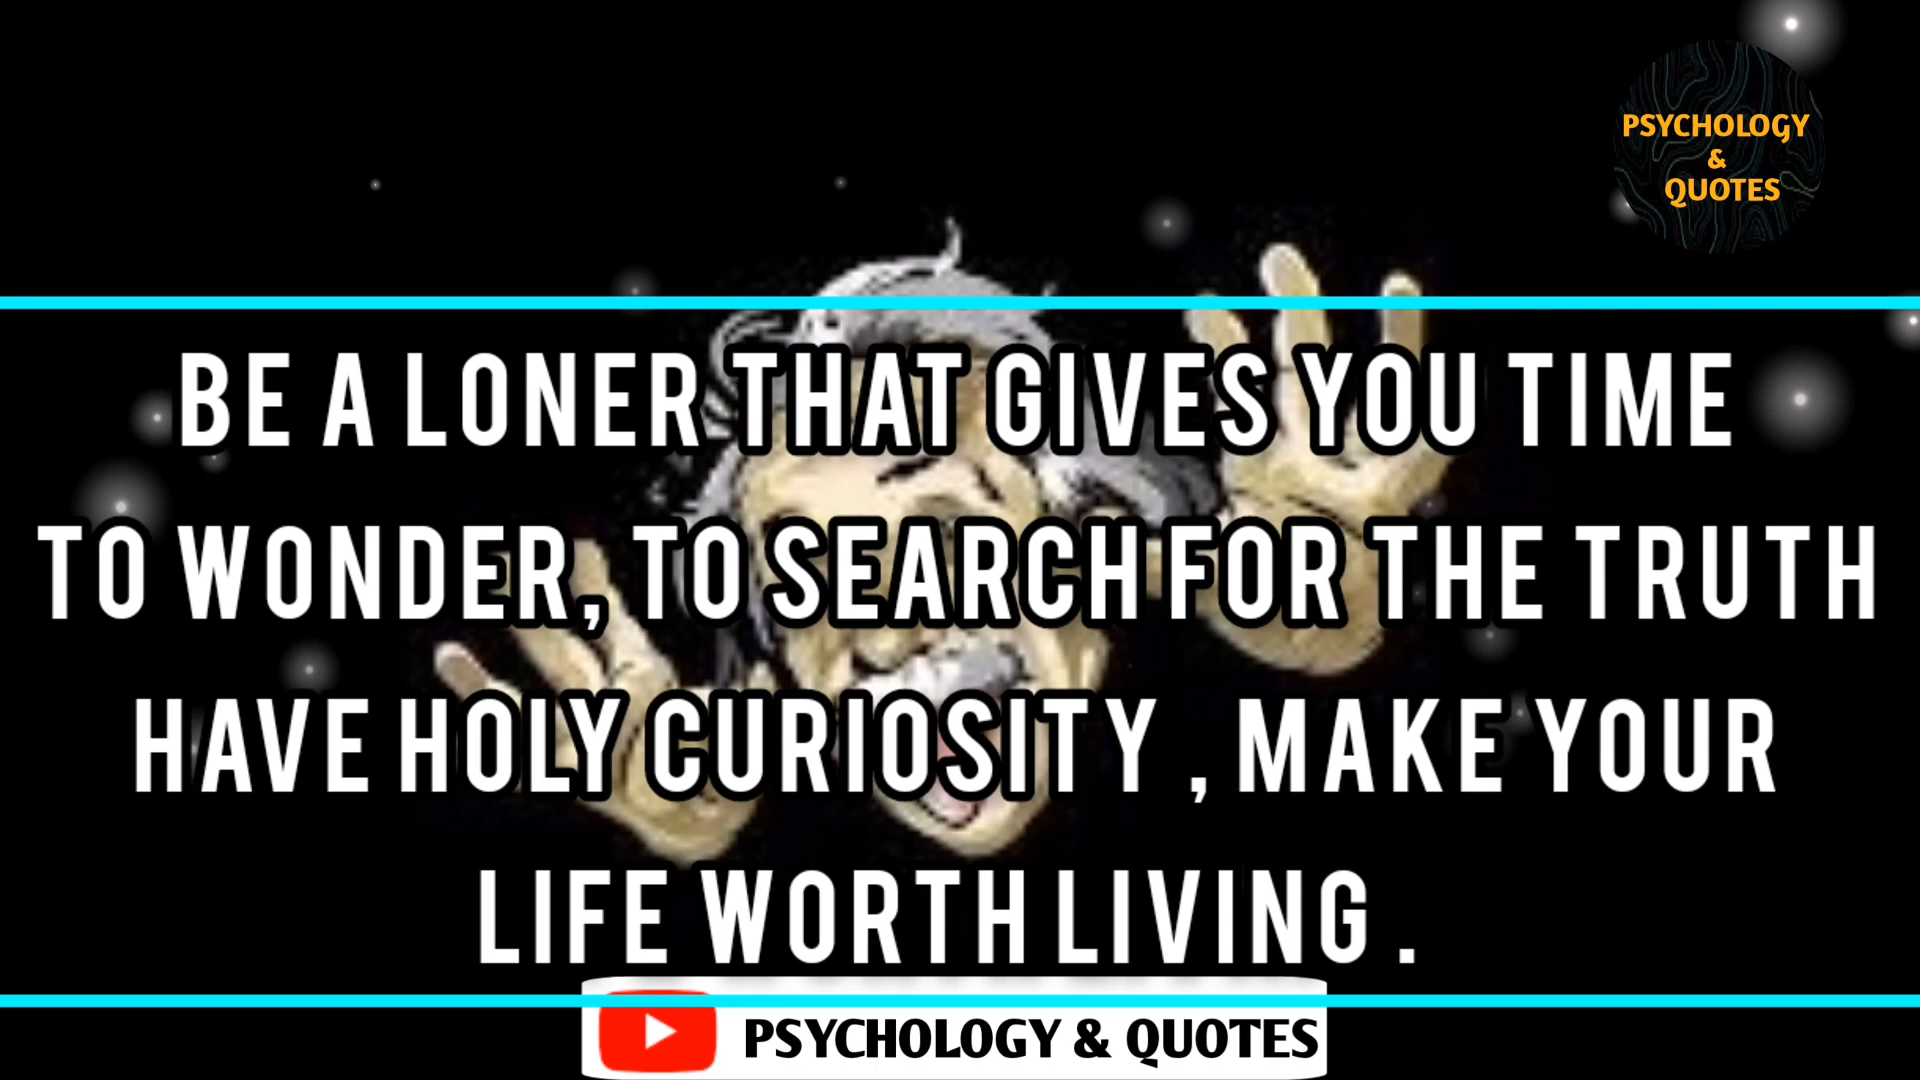 PSYCHOLOGY
&
QUOTES
BE A LONER THAT GIVES YOU TIME
TO WONDER, TO SEARCH FOR THE TRUTH
HAVE HOLY CURIOSITY , MAKE YOUR
LIFE WORTH LIVING .
PSYCHOLOGY & QUOTES